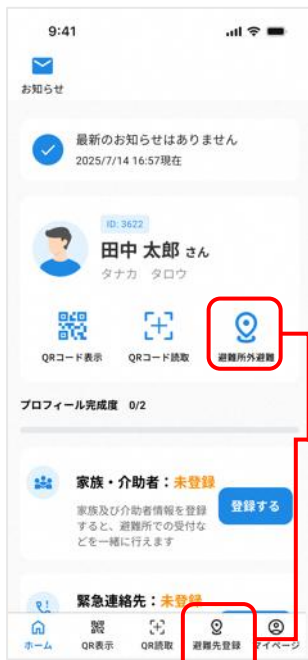 9:41
お知らせ
最新のお知らせはありません
2025/7/14 16:57現在
ID: 3622
田中 太郎 さん
タナカ タロウ
QRコード表示 QRコード読取 避難所外避難
プロフィール完成度 0/2
家族・介助者：未登録
家族及び介助者情報を登録
すると、避難所での受付な
どを一緒に行えます
登録する
緊急連絡先：未登録
ホーム QR表示 QR読取 避難先登録 マイページ